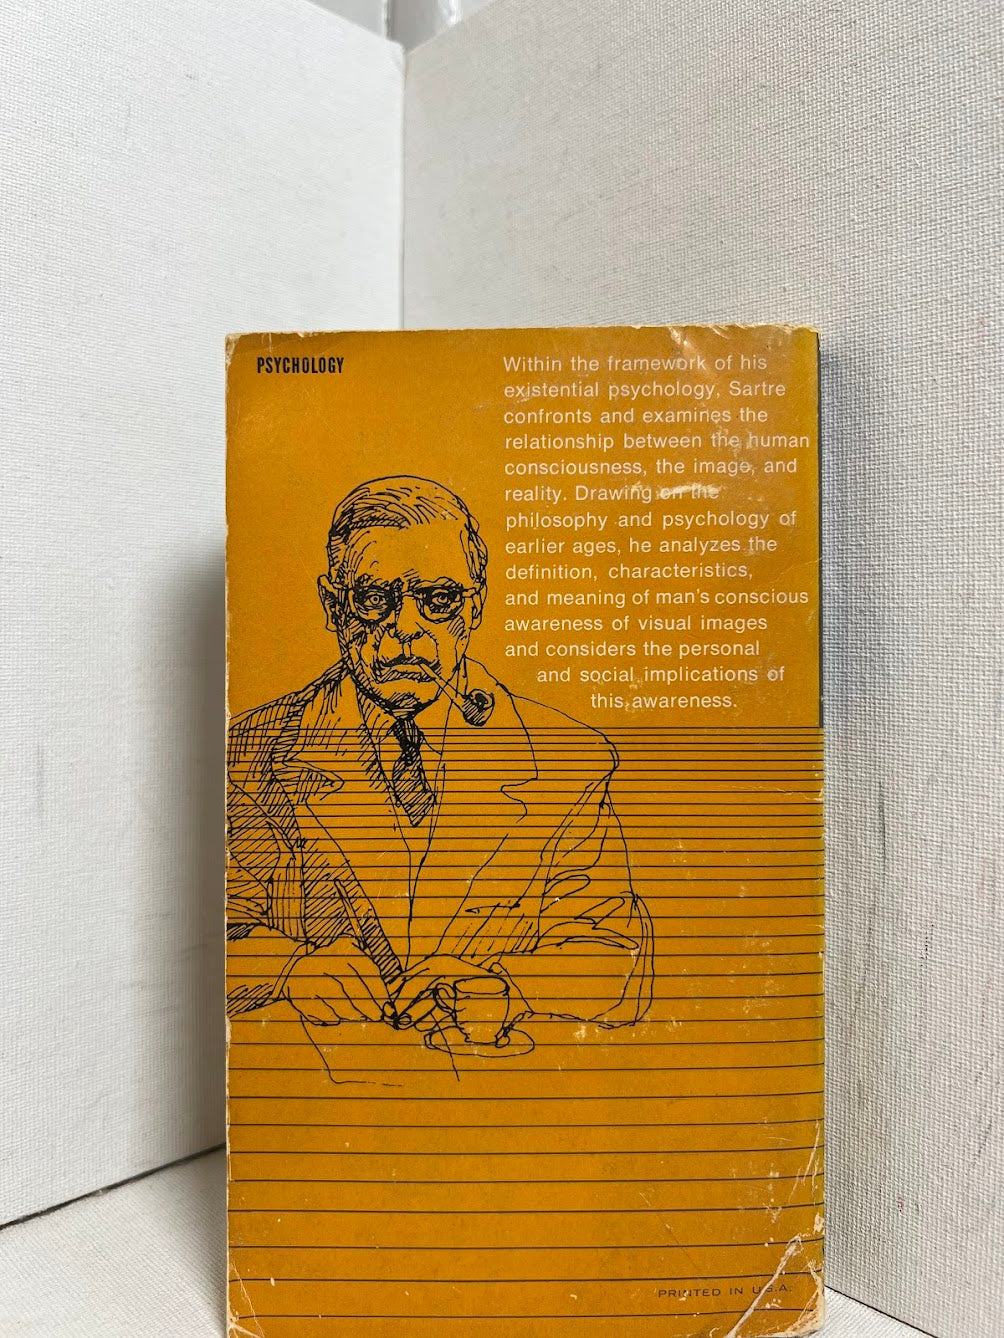 PSYCHOLOGY
Within the framework of his
existential psychology, Sartre
confronts and examines the
relationship between the human
consciousness, the image, and
reality. Drawing on the
philosophy and psychology of
earlier ages, he analyzes the
definition, characteristics,
and meaning of man's conscious
awareness of visual images
and considers the personal
and social implications of
this awareness.
PRINTED IN U.S.A.